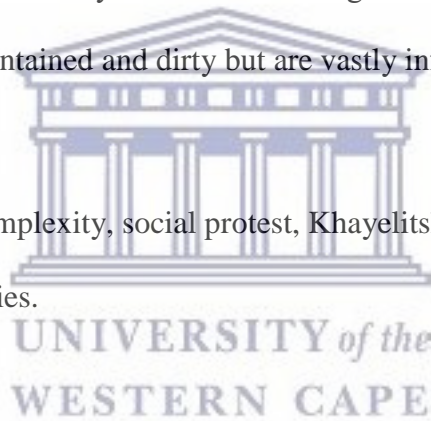 ntained and dirty but are vastly in
mplexity, social protest, Khayelits
ies.
UNIVERSITY of the
WESTERN CAPE